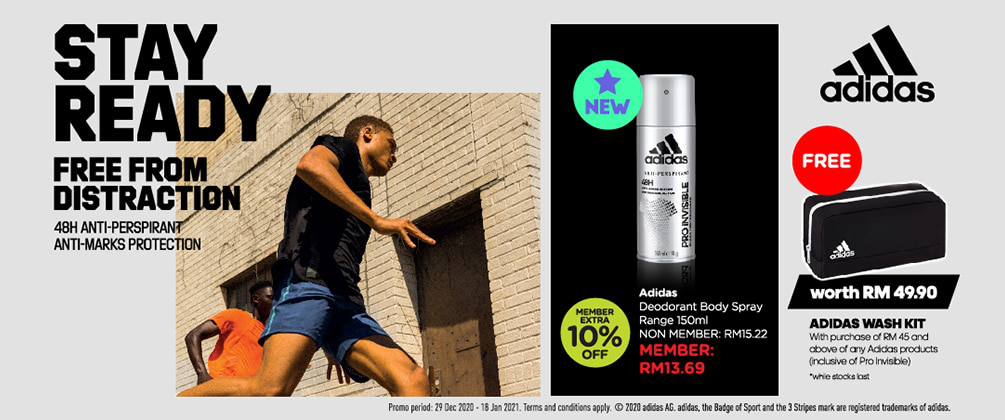 STAY
READY
FREE FROM
DISTRACTION
48H ANTI-PERSPIRANT
ANTI-MARKS PROTECTION
NEW
adidas
ANTI-PERSPIRANT
48H
PRO INVISIBLE
MEMBER
EXTRA
10%
OFF
Adidas
Deodorant Body Spray
Range 150ml
NON MEMBER: RM15.22
MEMBER:
RM13.69
adidas
FREE
adidas
worth RM 49.90
ADIDAS WASH KIT
With purchase of RM 45 and
above of any Adidas products
(inclusive of Pro Invisible)
*while stocks last
Promo period: 29 Dec 2020 - 18 Jan 2021. Terms and conditions apply. © 2020 adidas AG. adidas, the Badge of Sport and the 3 Stripes mark are registered trademarks of adidas.